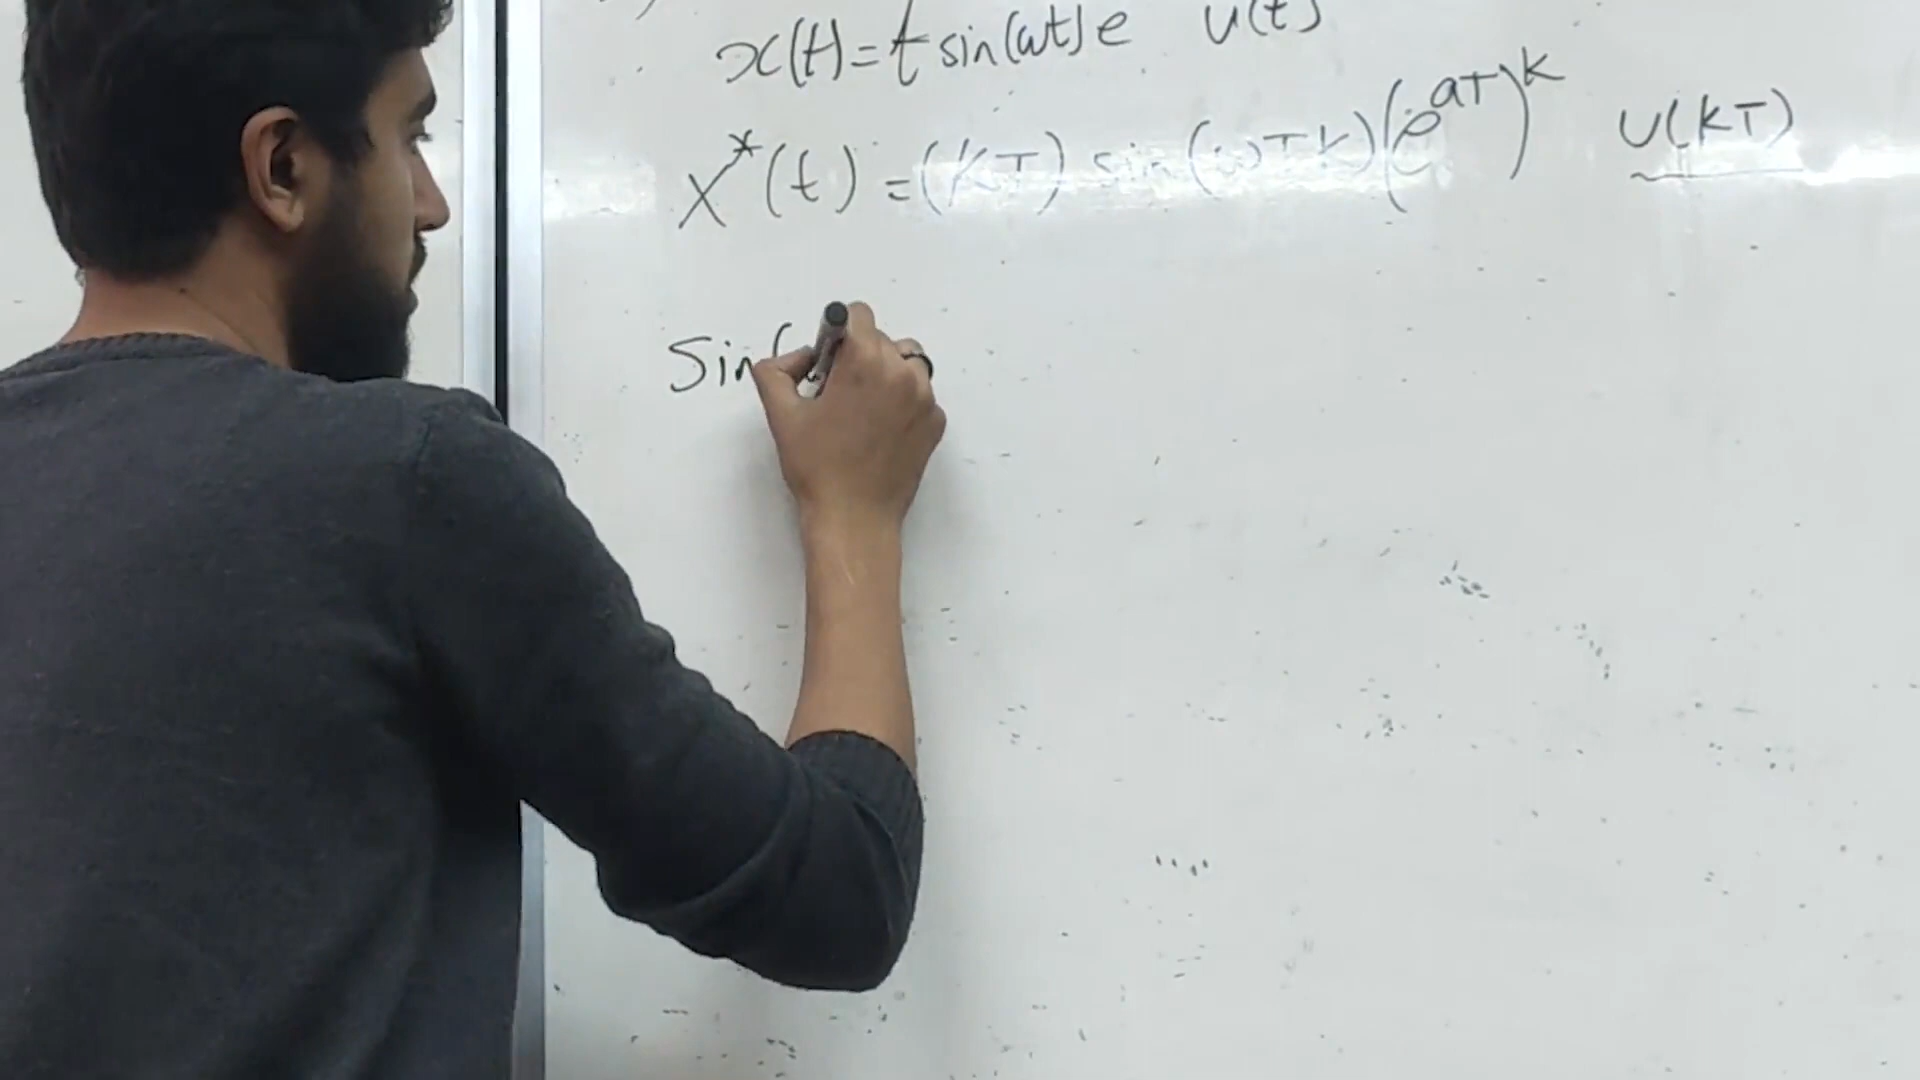 x(t)=t sin(ωt)e u(t)
x*(t)=(KT) sin(ωTK)(e^aT)^K u(KT)
Sin(